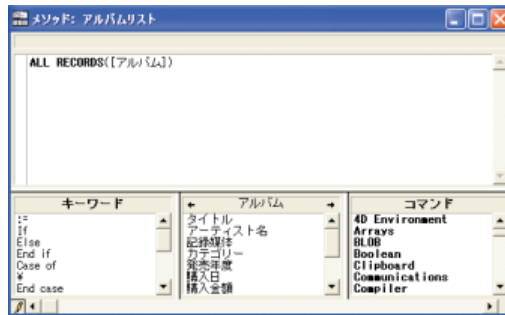 メソッド: アルバムリスト
ALL RECORDS([アルバム])
キーワード
:=
If
Else
End if
Case of
¥
End case
← アルバム →
タイトル
アーティスト名
記録媒体
カテゴリー
発売年度
購入日
購入金額
コマンド
4D Environment
Arrays
BLOB
Boolean
Clipboard
Communications
Compiler